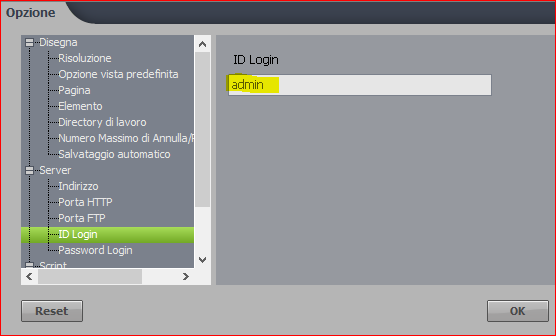 Opzione
Disegna
Risoluzione
Opzione vista predefinita
Pagina
Elemento
Directory di lavoro
Numero Massimo di Annulla/
Salvataggio automatico
Server
Indirizzo
Porta HTTP
Porta FTP
ID Login
Password Login
Script
ID Login
admin
Reset
OK